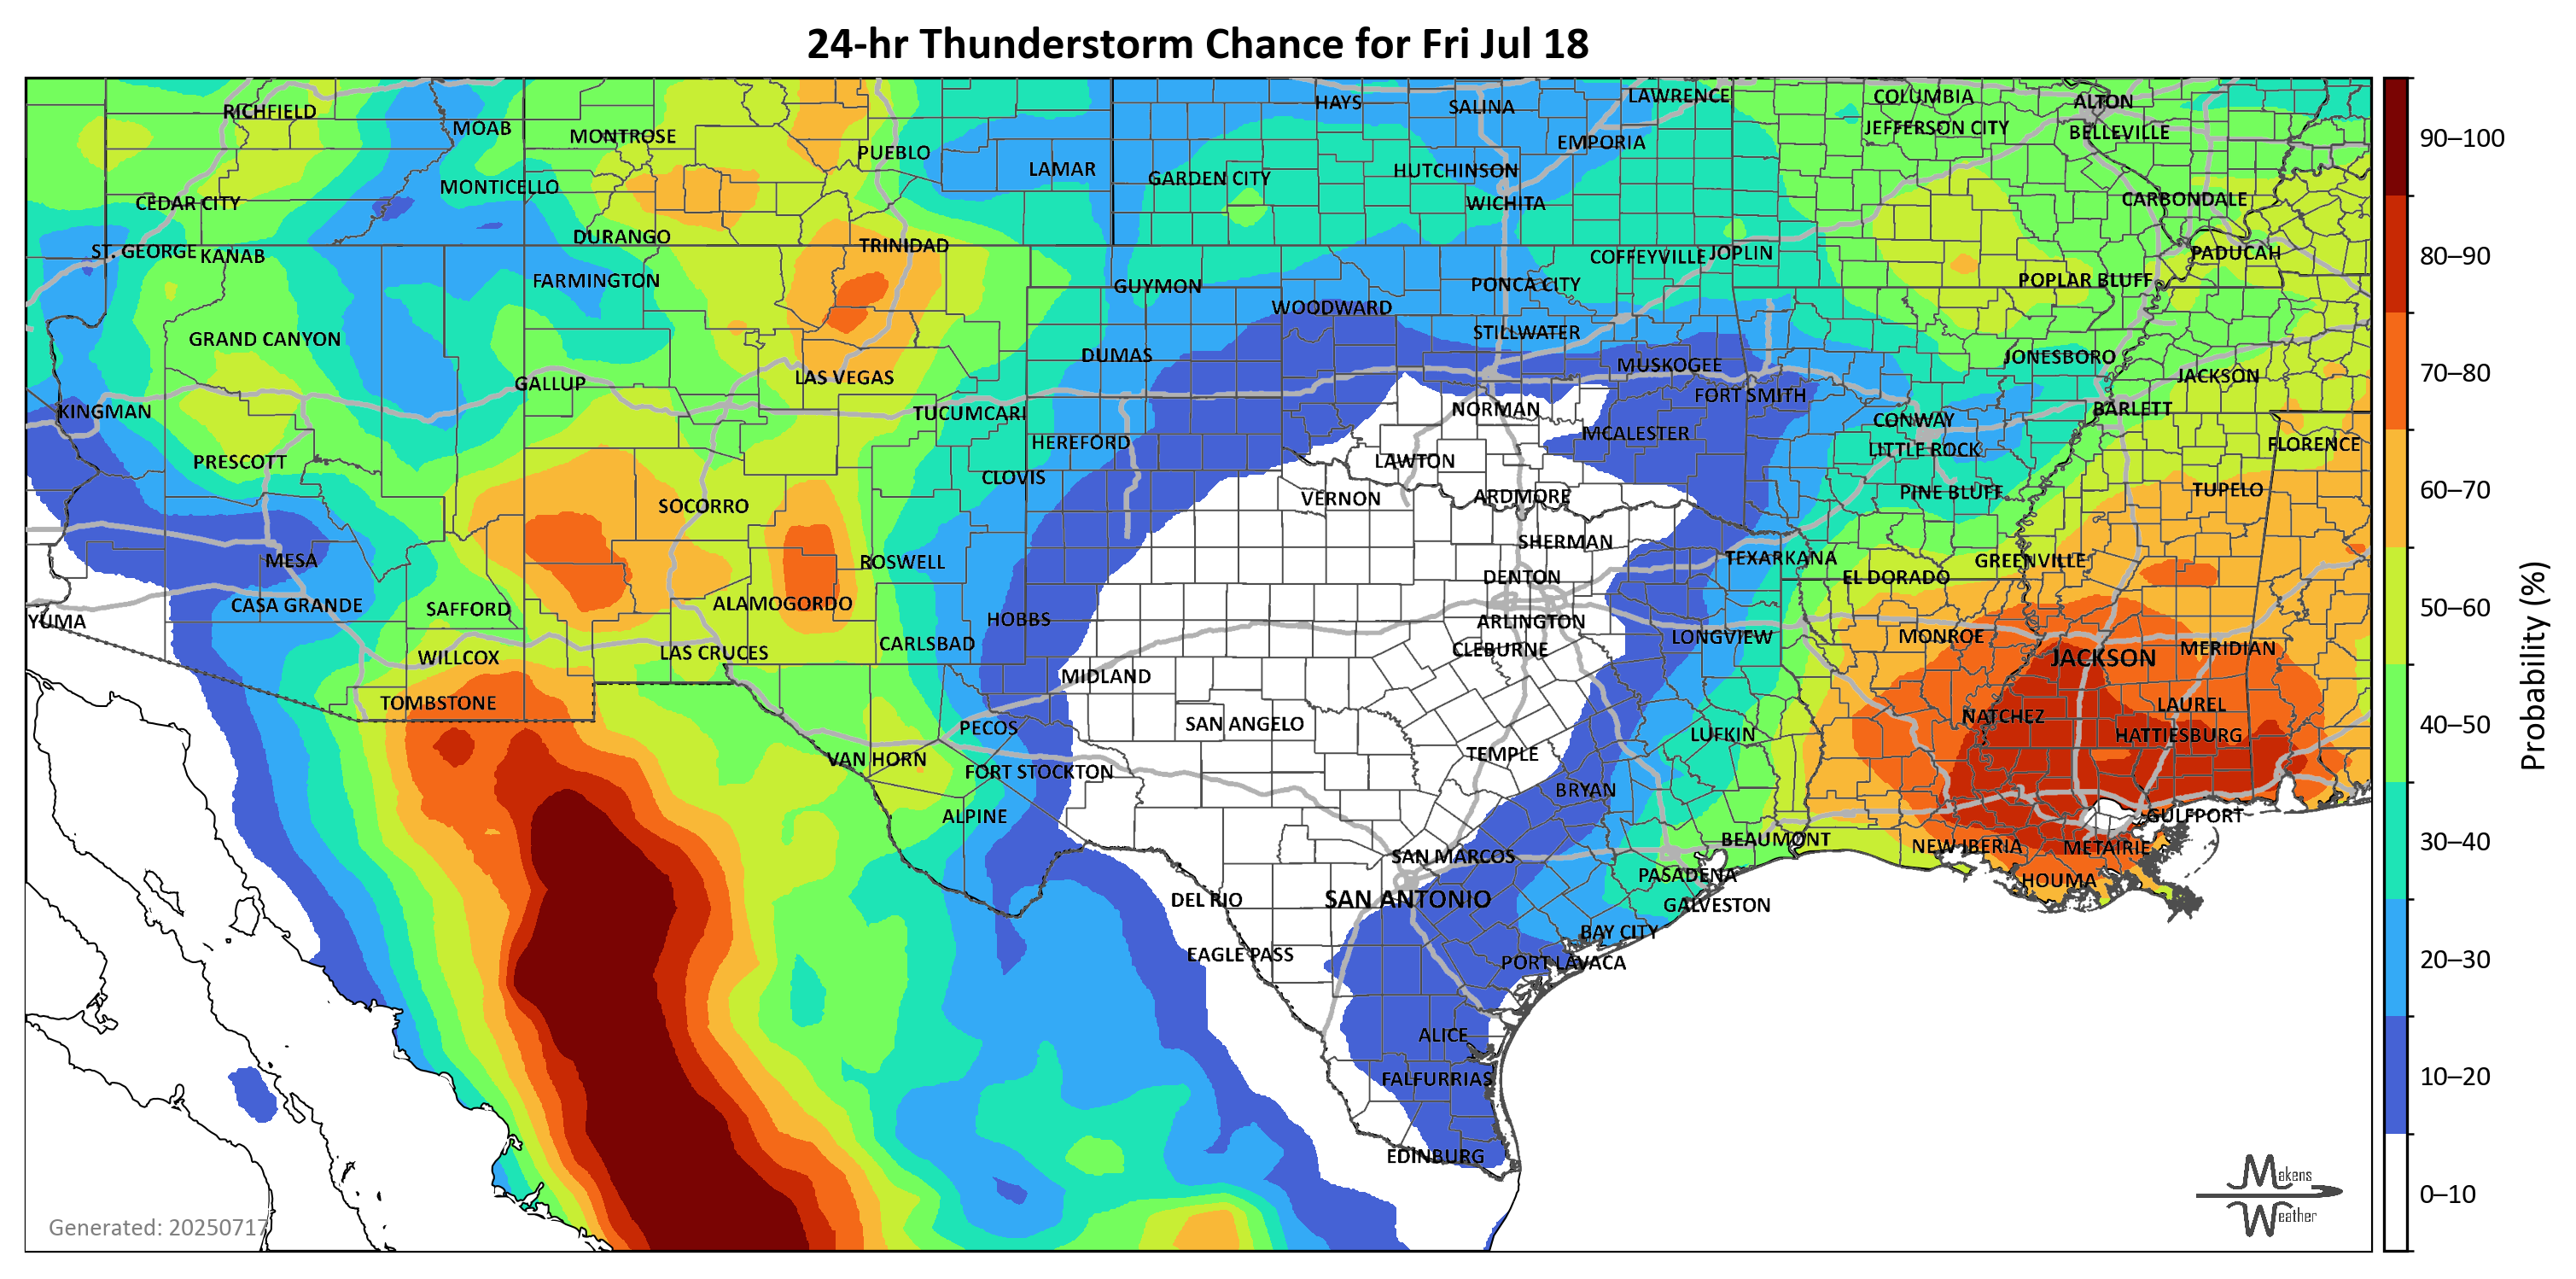 24-hr Thunderstorm Chance for Fri Jul 18
RICHFIELD
MOAB
MONTROSE
PUEBLO
LAMAR
HAYS
SALINA
LAWRENCE
COLUMBIA
ALTON
JEFFERSON CITY
BELLEVILLE
EMPORIA
HUTCHINSON
GARDEN CITY
MONTICELLO
CEDAR CITY
WICHITA
CARBONDALE
DURANGO
TRINIDAD
ST. GEORGE
KANAB
COFFEYVILLE
JOPLIN
PADUCAH
FARMINGTON
GUYMON
PONCA CITY
POPLAR BLUFF
WOODWARD
GRAND CANYON
STILLWATER
DUMAS
MUSKOGEE
JONESBORO
GALLUP
LAS VEGAS
JACKSON
FORT SMITH
KINGMAN
TUCUMCARI
NORMAN
BARLETT
CONWAY
HEREFORD
MCALESTER
LITTLE ROCK
FLORENCE
PRESCOTT
LAWTON
CLOVIS
VERNON
ARDMORE
PINE BLUFF
TUPELO
SOCORRO
SHERMAN
MESA
ROSWELL
TEXARKANA
GREENVILLE
DENTON
EL DORADO
CASA GRANDE
SAFFORD
ALAMOGORDO
YUMA
HOBBS
ARLINGTON
LONGVIEW
MONROE
CARLSBAD
CLEBURNE
MERIDIAN
WILLCOX
LAS CRUCES
JACKSON
MIDLAND
TOMBSTONE
LAUREL
SAN ANGELO
NATCHEZ
PECOS
LUFKIN
HATTIESBURG
VAN HORN
TEMPLE
FORT STOCKTON
BRYAN
ALPINE
GULFPORT
BEAUMONT
NEW IBERIA
METAIRIE
SAN MARCOS
PASADENA
HOUMA
DEL RIO
SAN ANTONIO
GALVESTON
BAY CITY
EAGLE PASS
PORT LAVACA
ALICE
FALFURRIAS
EDINBURG
Generated: 20250717
Makens
Weather
90–100
80–90
70–80
60–70
50–60
40–50
30–40
20–30
10–20
0–10
Probability (%)